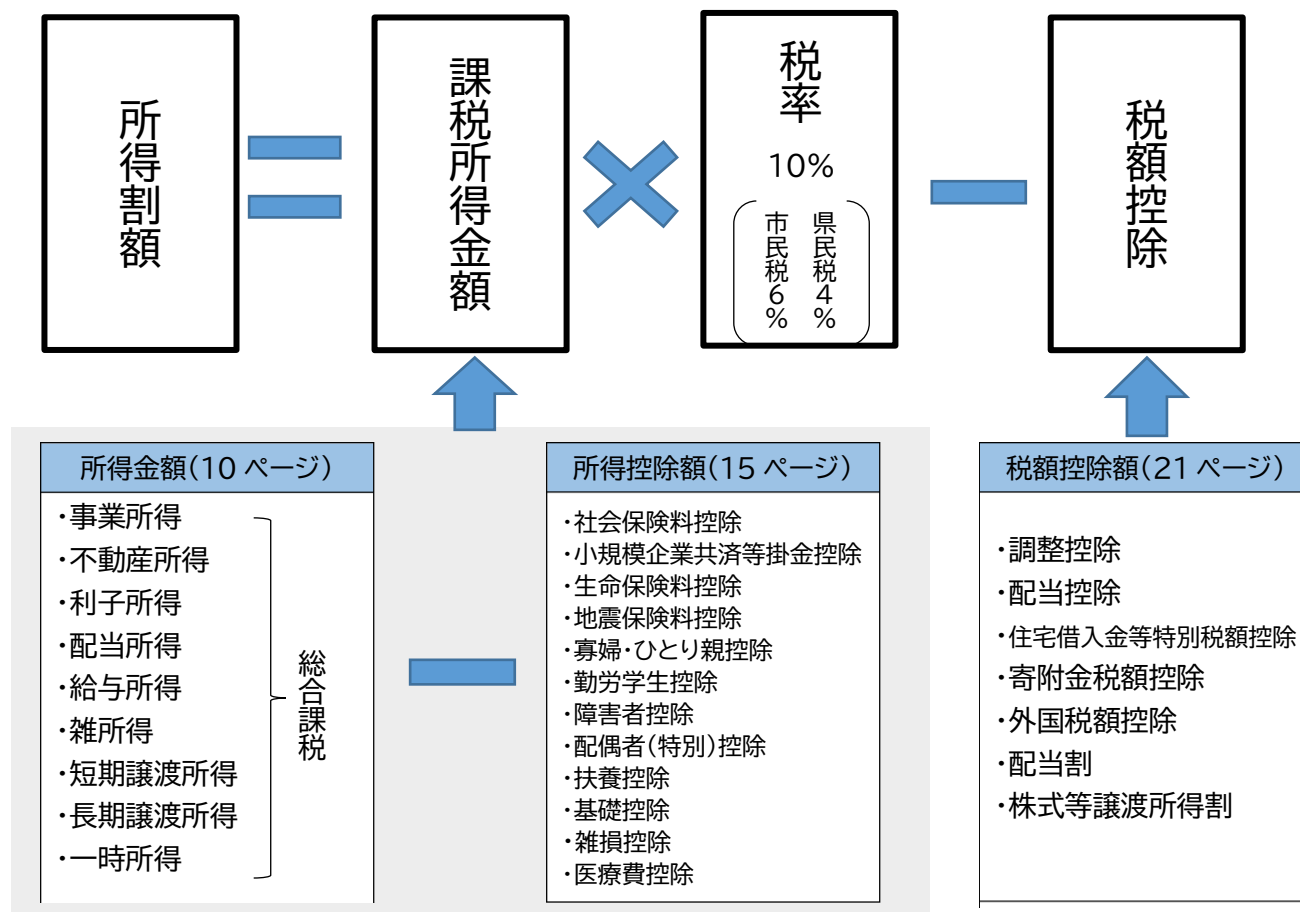 所得割額
課税所得金額
税率
10%
県民税4%
市民税6%
税額控除
所得金額(10 ページ)
・事業所得
・不動産所得
・利子所得
・配当所得
・給与所得
・雑所得
・短期譲渡所得
・長期譲渡所得
・一時所得
総合課税
所得控除額(15 ページ)
・社会保険料控除
・小規模企業共済等掛金控除
・生命保険料控除
・地震保険料控除
・寡婦・ひとり親控除
・勤労学生控除
・障害者控除
・配偶者(特別)控除
・扶養控除
・基礎控除
・雑損控除
・医療費控除
税額控除額(21 ページ)
・調整控除
・配当控除
・住宅借入金等特別税額控除
・寄附金税額控除
・外国税額控除
・配当割
・株式等譲渡所得割